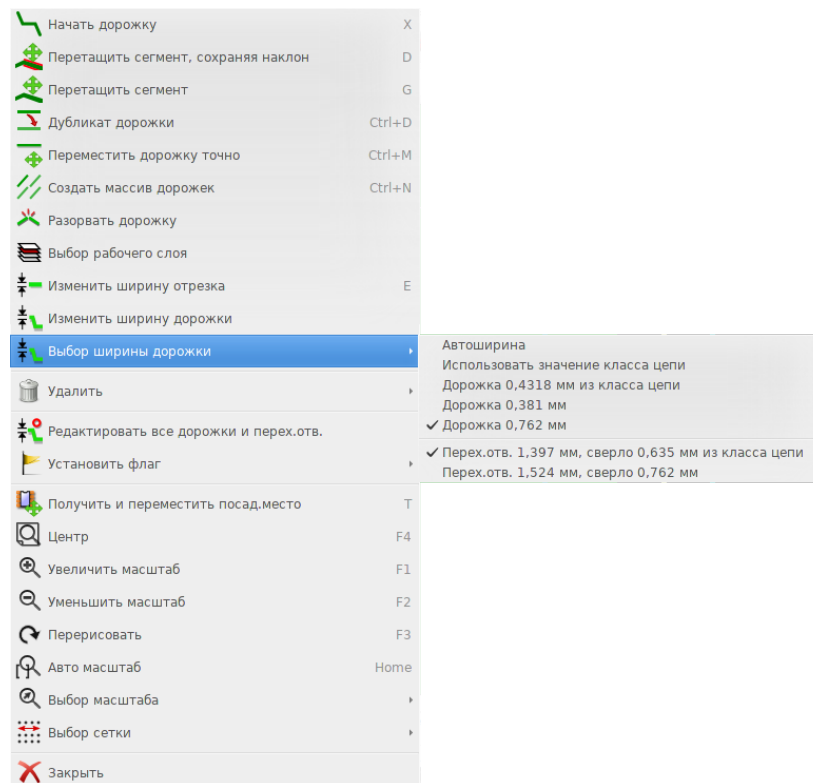 Начать дорожку X
Перетащить сегмент, сохраняя наклон D
Перетащить сегмент G
Дубликат дорожки Ctrl+D
Переместить дорожку точно Ctrl+M
Создать массив дорожек Ctrl+N
Разорвать дорожку
Выбор рабочего слоя
Изменить ширину отрезка E
Изменить ширину дорожки
Выбор ширины дорожки
Удалить
Редактировать все дорожки и перех.отв.
Установить флаг
Получить и переместить посад.место T
Центр F4
Увеличить масштаб F1
Уменьшить масштаб F2
Перерисовать F3
Авто масштаб Home
Выбор масштаба
Выбор сетки
Закрыть
Автоширина
Использовать значение класса цепи
Дорожка 0,4318 мм из класса цепи
Дорожка 0,381 мм
Дорожка 0,762 мм
Перех.отв. 1,397 мм, сверло 0,635 мм из класса цепи
Перех.отв. 1,524 мм, сверло 0,762 мм